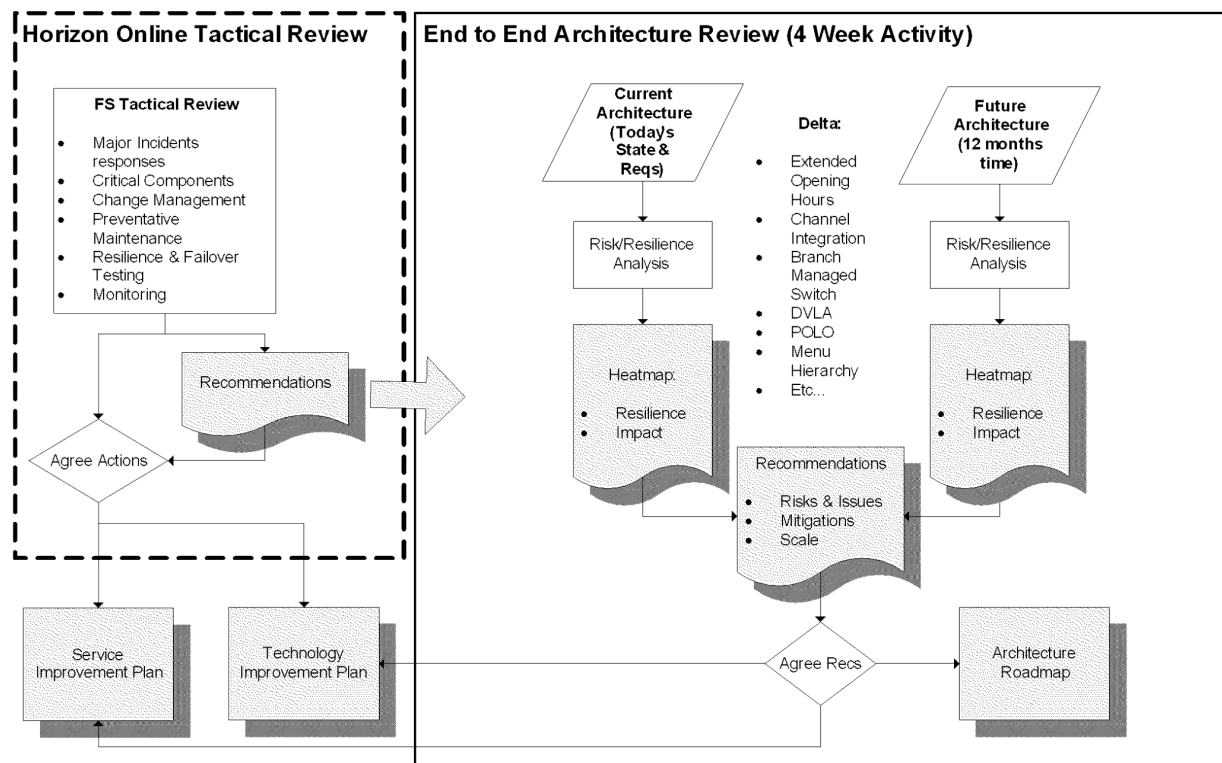 Horizon Online Tactical Review
FS Tactical Review
• Major Incidents
responses
• Critical Components
• Change Management
• Preventative
Maintenance
• Resilience & Failover
Testing
• Monitoring
Recommendations
Agree Actions
Service
Improvement Plan
Technology
Improvement Plan
End to End Architecture Review (4 Week Activity)
Current
Architecture
(Today's
State &
Reqs)
Risk/Resilience
Analysis
Heatmap:
• Resilience
• Impact
Delta:
• Extended
Opening
Hours
• Channel
Integration
• Branch
Managed
Switch
• DVLA
• POLO
• Menu
Hierarchy
• Etc...
Future
Architecture
(12 months
time)
Risk/Resilience
Analysis
Heatmap:
• Resilience
• Impact
Recommendations
• Risks & Issues
• Mitigations
• Scale
Agree Recs
Architecture
Roadmap